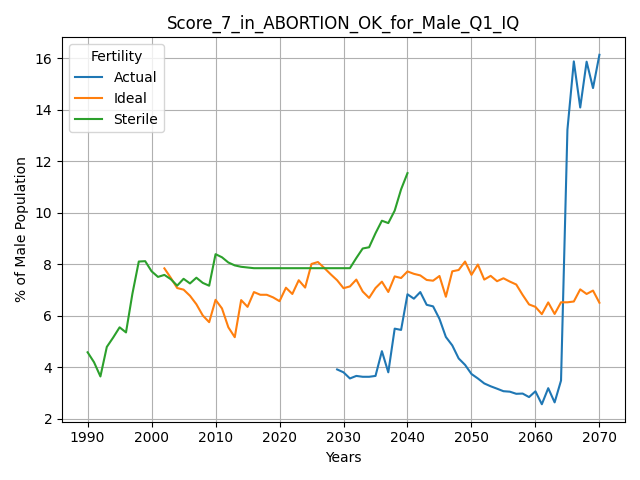 Score_7_in_ABORTION_OK_for_Male_Q1_IQ
Fertility
Actual
Ideal
Sterile
% of Male Population
16
14
12
10
8
6
4
2
1990 2000 2010 2020 2030 2040 2050 2060 2070
Years